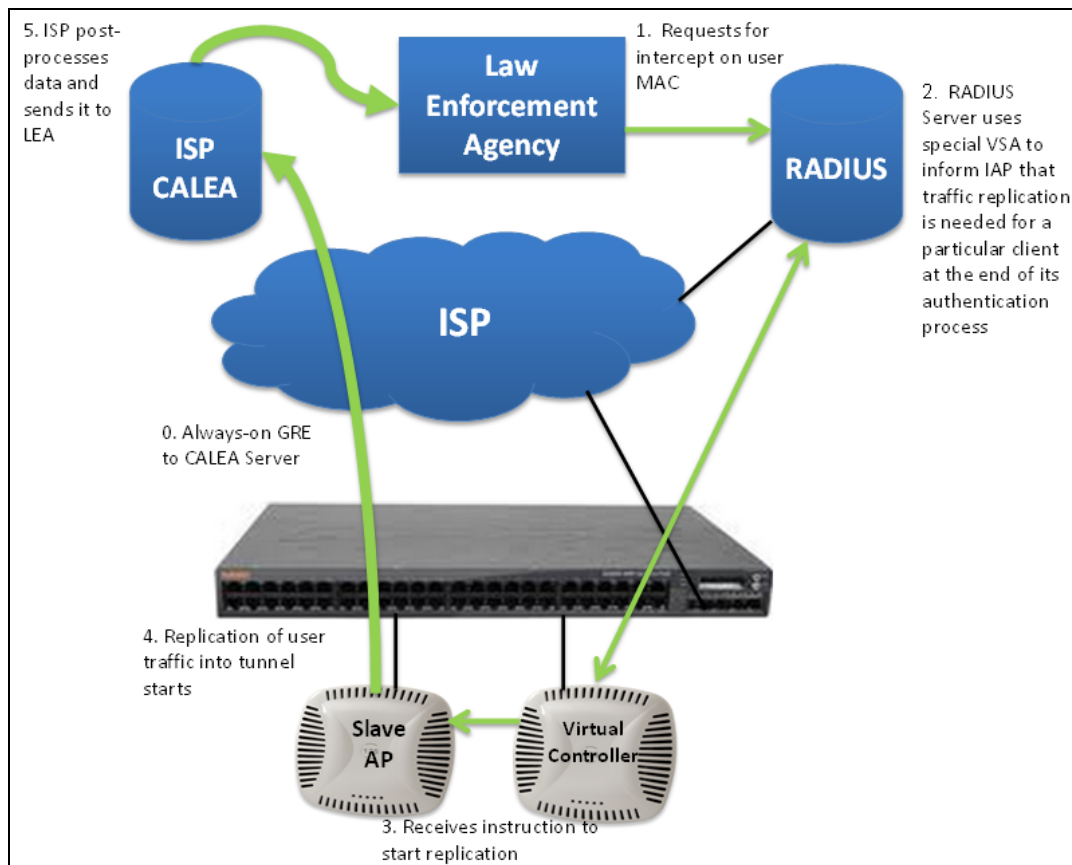 5. ISP post-
processes
data and
sends it to
LEA
ISP
CALEA
Law
Enforcement
Agency
1. Requests for
intercept on user
MAC
RADIUS
2. RADIUS
Server uses
special VSA to
inform IAP that
traffic replication
is needed for a
particular client
at the end of its
authentication
process
ISP
0. Always-on GRE
to CALEA Server
4. Replication of user
traffic into tunnel
starts
Slave
AP
Virtual
Controller
3. Receives instruction to
start replication